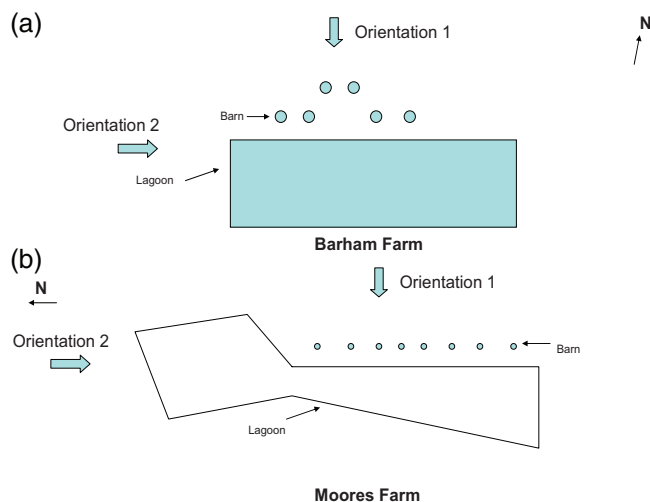 (a)
Orientation 1
N
Barn
Orientation 2
Lagoon
Barham Farm
(b)
Orientation 1
N
Orientation 2
Barn
Lagoon
Moores Farm